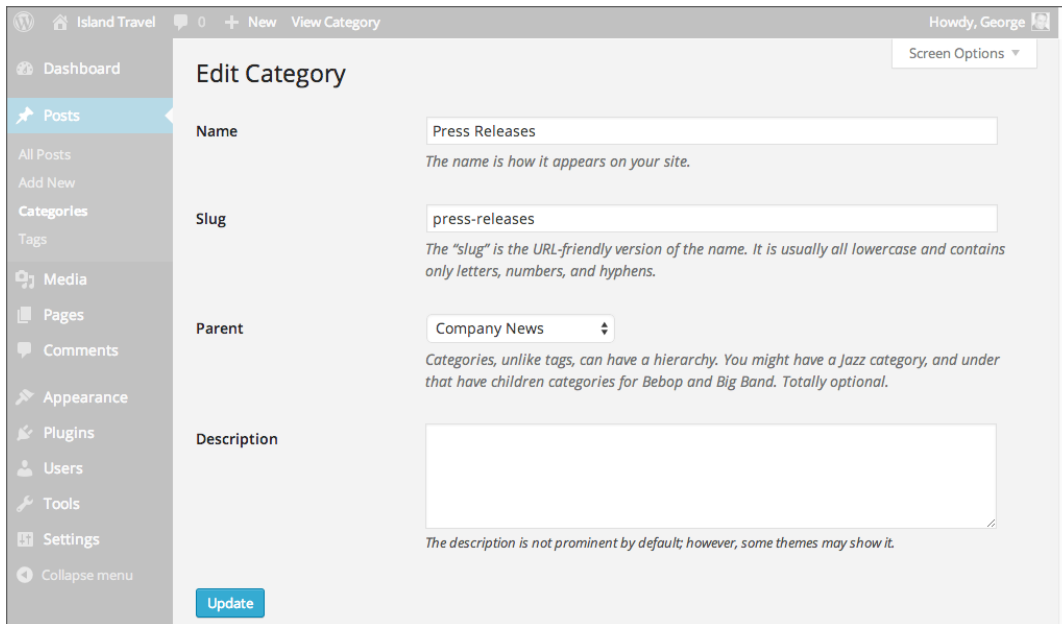 Island Travel 0 + New View Category Howdy, George
Screen Options
Dashboard
Posts
All Posts
Add New
Categories
Tags
Media
Pages
Comments
Appearance
Plugins
Users
Tools
Settings
Collapse menu
Edit Category
Name
Press Releases
The name is how it appears on your site.
Slug
press-releases
The “slug” is the URL-friendly version of the name. It is usually all lowercase and contains
only letters, numbers, and hyphens.
Parent
Company News
Categories, unlike tags, can have a hierarchy. You might have a Jazz category, and under
that have children categories for Bebop and Big Band. Totally optional.
Description
The description is not prominent by default; however, some themes may show it.
Update